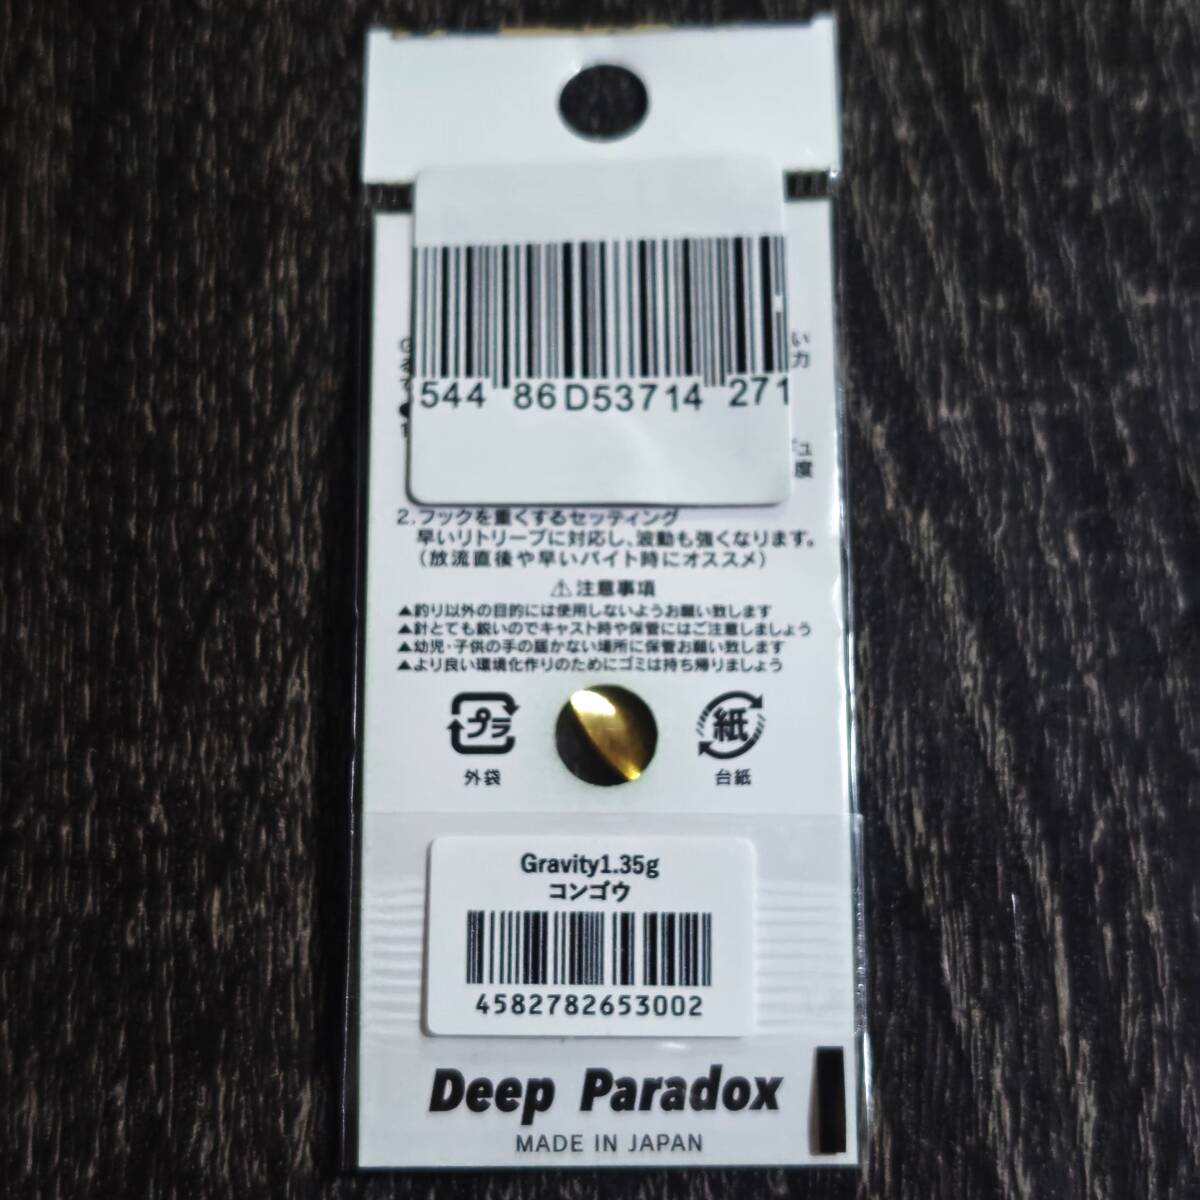 い
力
544 86D53714 271
ュ
度
2.フックを重くするセッティング
早いリトリーブに対応し、波動も強くなります。
(放流直後や早いバイト時にオススメ)
⚠注意事項
▲釣り以外の目的には使用しないようお願い致します
▲針とても鋭いのでキャスト時や保管にはご注意しましょう
▲幼児・子供の手の届かない場所に保管お願い致します
▲より良い環境化作りのためにゴミは持ち帰りましょう
プラ 紙
外袋 台紙
Gravity1.35g
コンゴウ
4582782653002
Deep Paradox
MADE IN JAPAN